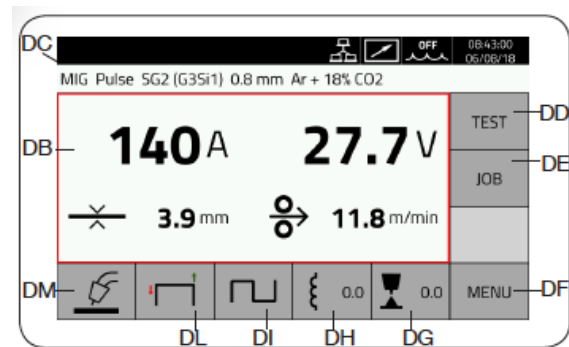 DC
OFF
08:43:00
06/08/18
MIG Pulse SG2 (G3Si1) 0.8 mm Ar + 18% CO2
DB
140 A 27.7 V
3.9 mm 11.8 m/min
TEST DD
JOB DE
DM
0.0
0.0
MENU DF
DL DI DH DG